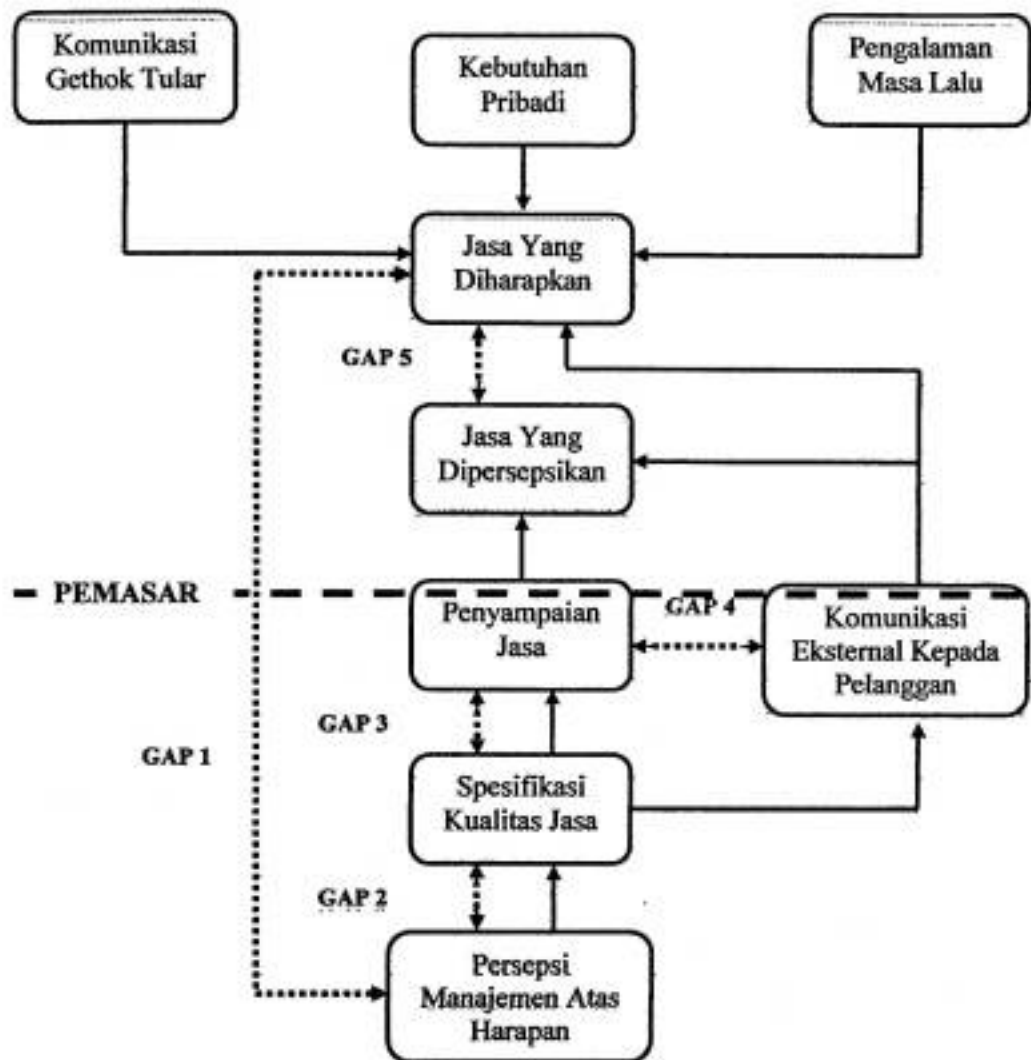 Komunikasi
Gethok Tular
Kebutuhan
Pribadi
Pengalaman
Masa Lalu
Jasa Yang
Diharapkan
GAP 5
Jasa Yang
Dipersepsikan
PEMASAR
Penyampaian
Jasa
GAP 4
Komunikasi
Eksternal Kepada
Pelanggan
GAP 3
GAP 1
Spesifikasi
Kualitas Jasa
GAP 2
Persepsi
Manajemen Atas
Harapan